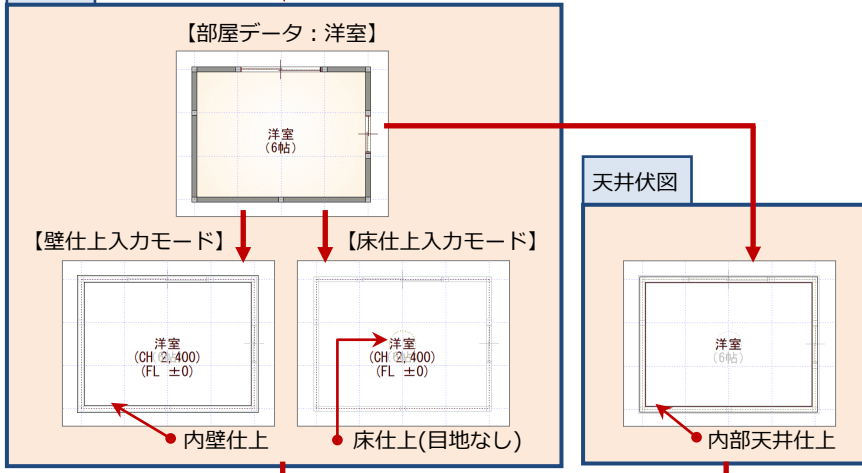 【部屋データ：洋室】
洋室
(6帖)
天井伏図
【壁仕上入力モード】
【床仕上入力モード】
洋室
(CH 2,400)
(FL ±0)
洋室
(CH 2,400)
(FL ±0)
洋室
(6帖)
内壁仕上
床仕上(目地なし)
内部天井仕上